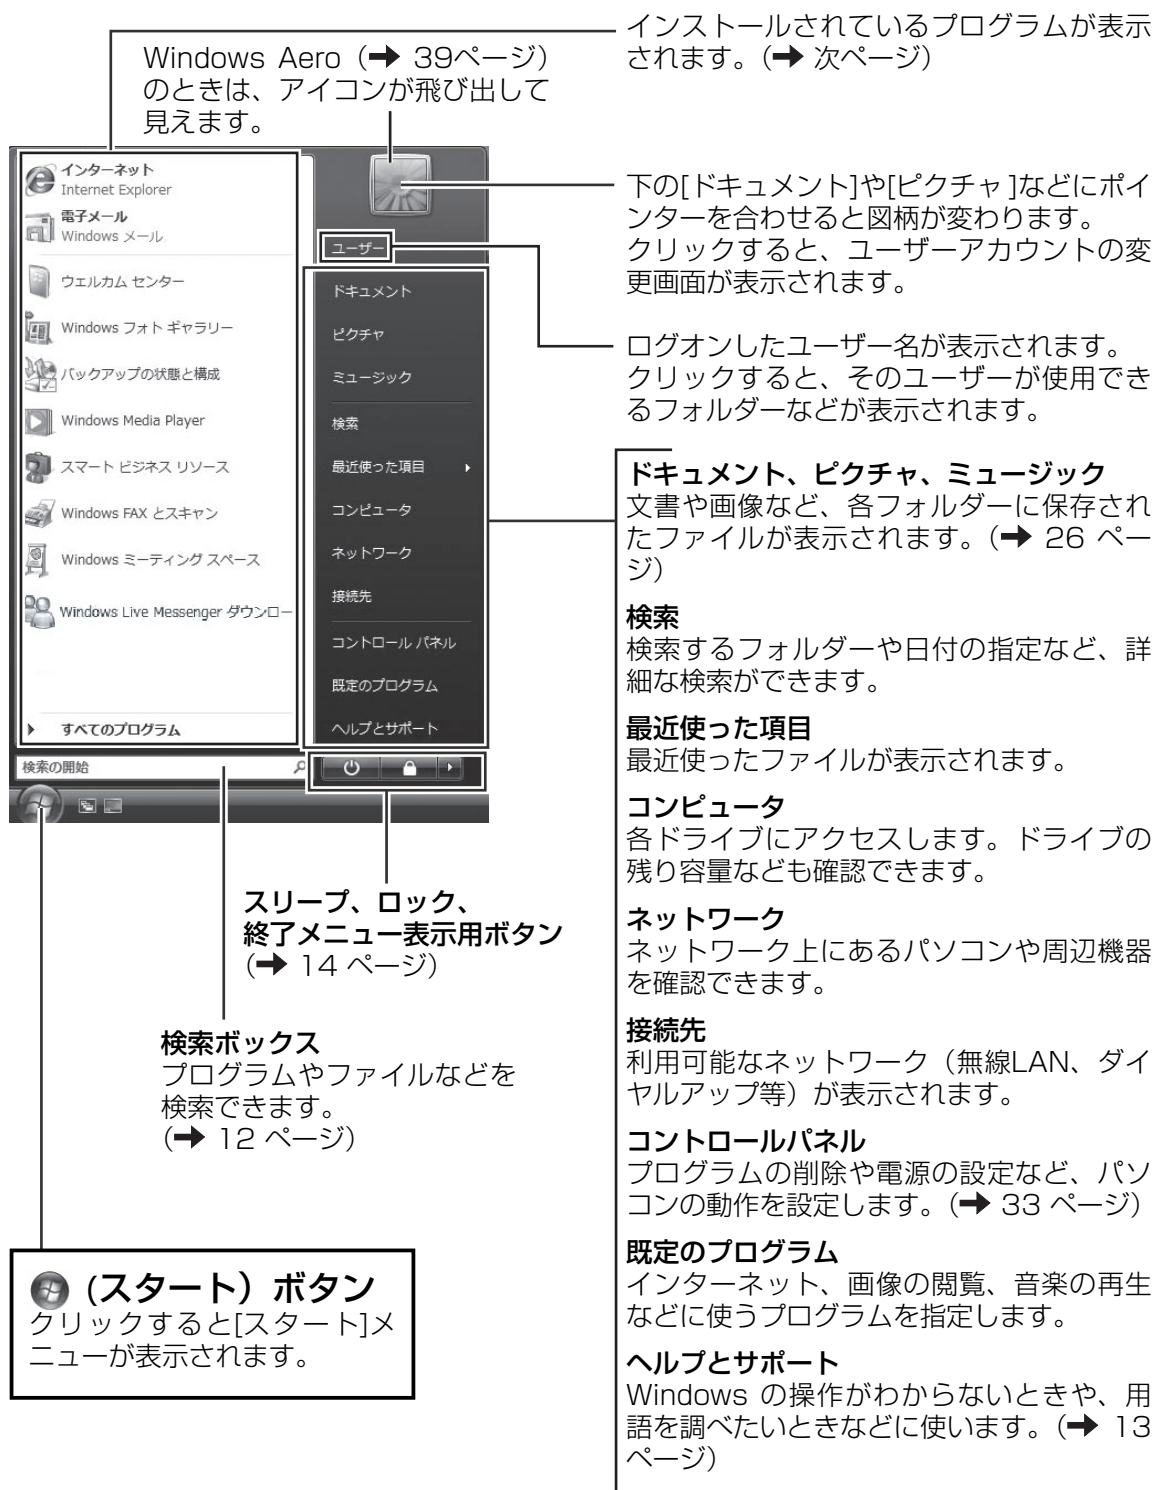 インストールされているプログラムが表示
されます。(➡ 次ページ)
Windows Aero（➡ 39ページ）
のときは、アイコンが飛び出して
見えます。
インターネット
Internet Explorer
電子メール
Windows メール
ウェルカム センター
Windows フォト ギャラリー
バックアップの状態と構成
Windows Media Player
スマート ビジネス リソース
Windows FAX とスキャン
Windows ミーティング スペース
Windows Live Messenger ダウンロー
すべてのプログラム
検索の開始
ユーザー
ドキュメント
ピクチャ
ミュージック
検索
最近使った項目
コンピュータ
ネットワーク
接続先
コントロール パネル
既定のプログラム
ヘルプとサポート
下の[ドキュメント]や[ピクチャ]などにポイ
ンターを合わせると図柄が変わります。
クリックすると、ユーザーアカウントの変
更画面が表示されます。
ログオンしたユーザー名が表示されます。
クリックすると、そのユーザーが使用でき
るフォルダーなどが表示されます。
ドキュメント、ピクチャ、ミュージック
文書や画像など、各フォルダーに保存され
たファイルが表示されます。(➡ 26 ペー
ジ)
検索
検索するフォルダーや日付の指定など、詳
細な検索ができます。
最近使った項目
最近使ったファイルが表示されます。
コンピュータ
各ドライブにアクセスします。ドライブの
残り容量なども確認できます。
ネットワーク
ネットワーク上にあるパソコンや周辺機器
を確認できます。
接続先
利用可能なネットワーク（無線LAN、ダイ
ヤルアップ等）が表示されます。
コントロールパネル
プログラムの削除や電源の設定など、パソ
コンの動作を設定します。(➡ 33 ページ)
既定のプログラム
インターネット、画像の閲覧、音楽の再生
などに使うプログラムを指定します。
ヘルプとサポート
Windows の操作がわからないときや、用
語を調べたいときなどに使います。(➡ 13
ページ)
スリープ、ロック、
終了メニュー表示用ボタン
(➡ 14 ページ)
検索ボックス
プログラムやファイルなどを
検索できます。
(➡ 12 ページ)
(スタート）ボタン
クリックすると[スタート]メ
ニューが表示されます。